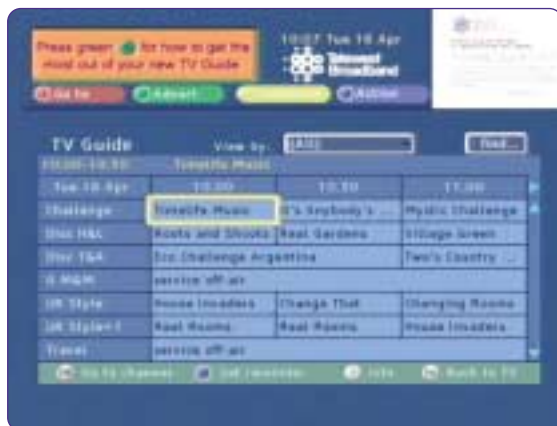 Press green for how to get the
most out of your new TV Guide
10:07 Tue 10 Apr
Telewest
Broadband
Go to
Advert
Action
TV Guide View by: [All] Find...
10:00-10:30 Timelife Music
Tue 10 Apr 10.00 10.30 11.00
Challenge Timelife Music It's Anybody's ... Mystic Challenge
Disc H&L Roots and Shoots Real Gardens Village Green
Disc T&A Eco Challenge Argentina Two's Country ...
service off air
UK Style House Invaders Change That Changing Rooms
UK Style+1 Real Rooms Real Rooms House Invaders
Travel service off air
Go to channel Set reminder Info Back to TV